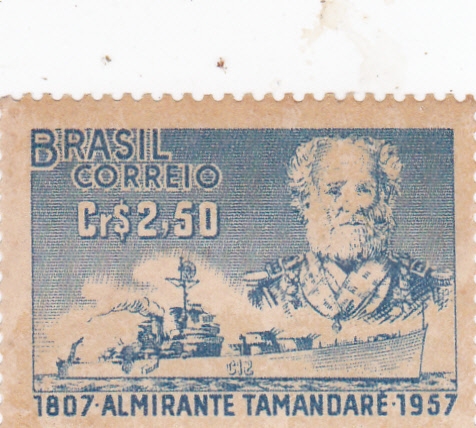 BRASIL
CORREIO
Cr$2,50
C12
1807·ALMIRANTE TAMANDARÉ·1957